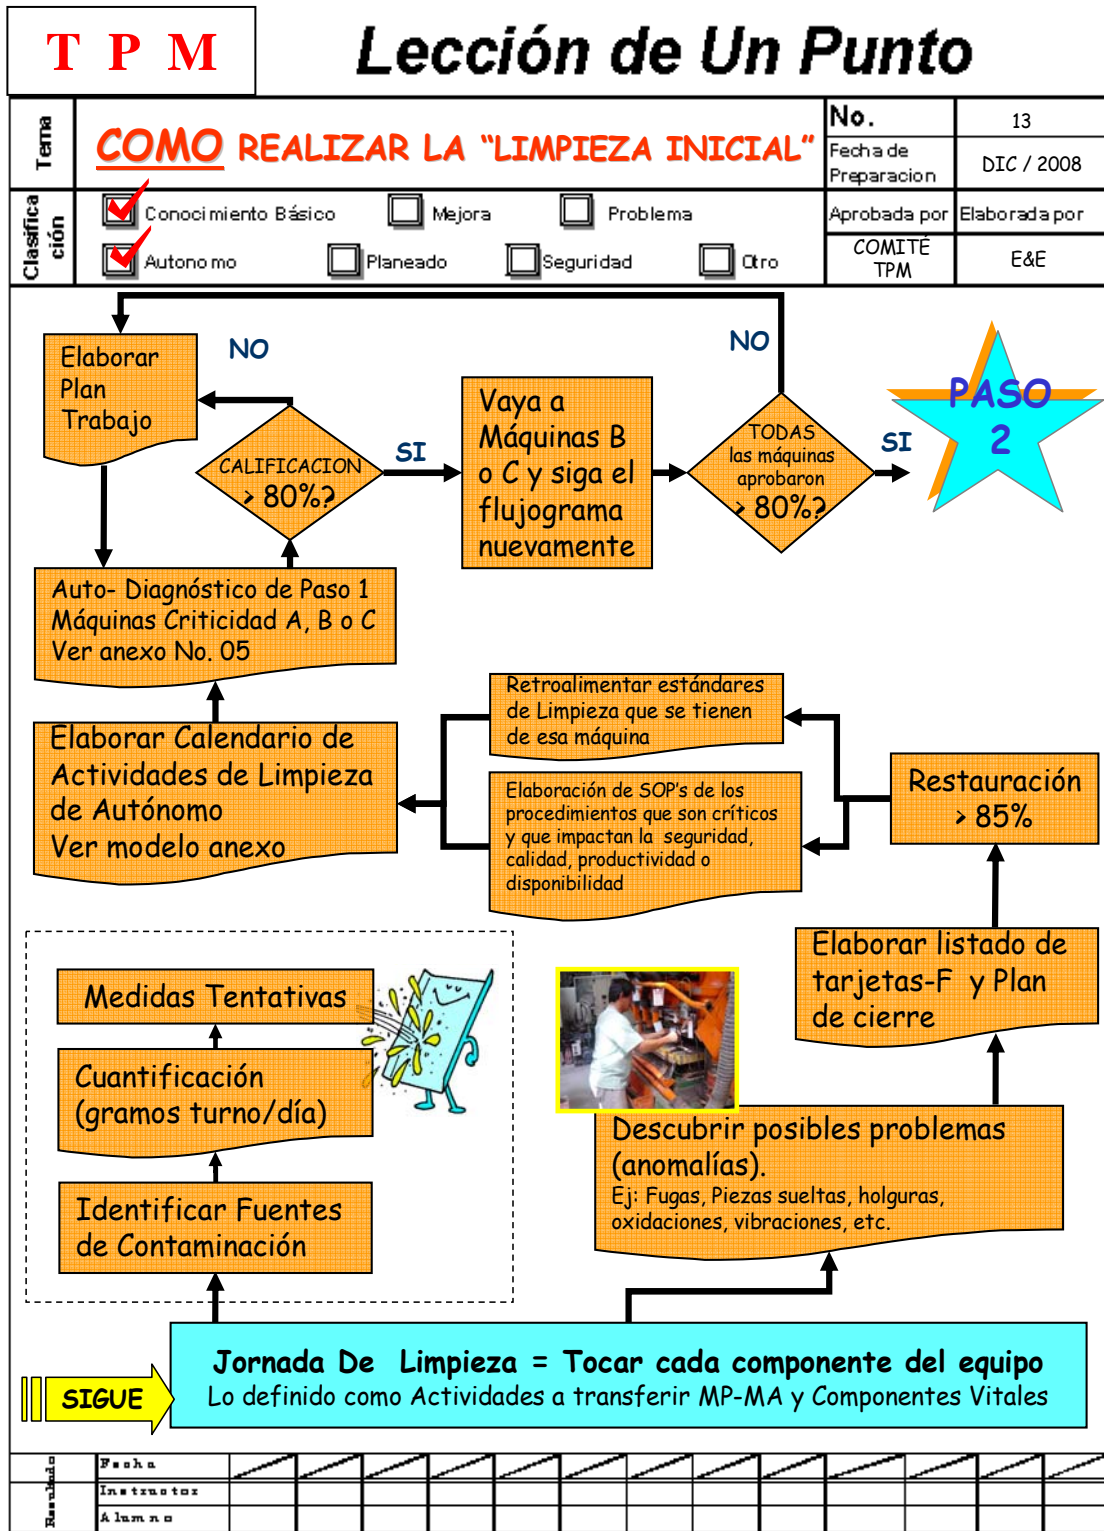 T P M
Lección de Un Punto
Tema
COMO REALIZAR LA “LIMPIEZA INICIAL”
No.
13
Fecha de
Preparacion
DIC / 2008
Clasifica
ción
Conocimiento Básico
Mejora
Problema
Autonomo
Planeado
Seguridad
Otro
Aprobada por
Elaborada por
COMITÉ
TPM
E&E
Elaborar
Plan
Trabajo
NO
CALIFICACION
> 80%?
SI
Vaya a
Máquinas B
o C y siga el
flujograma
nuevamente
NO
TODAS
las máquinas
aprobaron
> 80%?
SI
PASO
2
Auto- Diagnóstico de Paso 1
Máquinas Criticidad A, B o C
Ver anexo No. 05
Elaborar Calendario de
Actividades de Limpieza
de Autónomo
Ver modelo anexo
Retroalimentar estándares
de Limpieza que se tienen
de esa máquina
Elaboración de SOP’s de los
procedimientos que son críticos
y que impactan la seguridad,
calidad, productividad o
disponibilidad
Restauración
> 85%
Elaborar listado de
tarjetas-F y Plan
de cierre
Medidas Tentativas
Cuantificación
(gramos turno/día)
Identificar Fuentes
de Contaminación
Descubrir posibles problemas
(anomalías).
Ej: Fugas, Piezas sueltas, holguras,
oxidaciones, vibraciones, etc.
SIGUE
Jornada De Limpieza = Tocar cada componente del equipo
Lo definido como Actividades a transferir MP-MA y Componentes Vitales
Resultado
Fecha
Instructor
Alumno